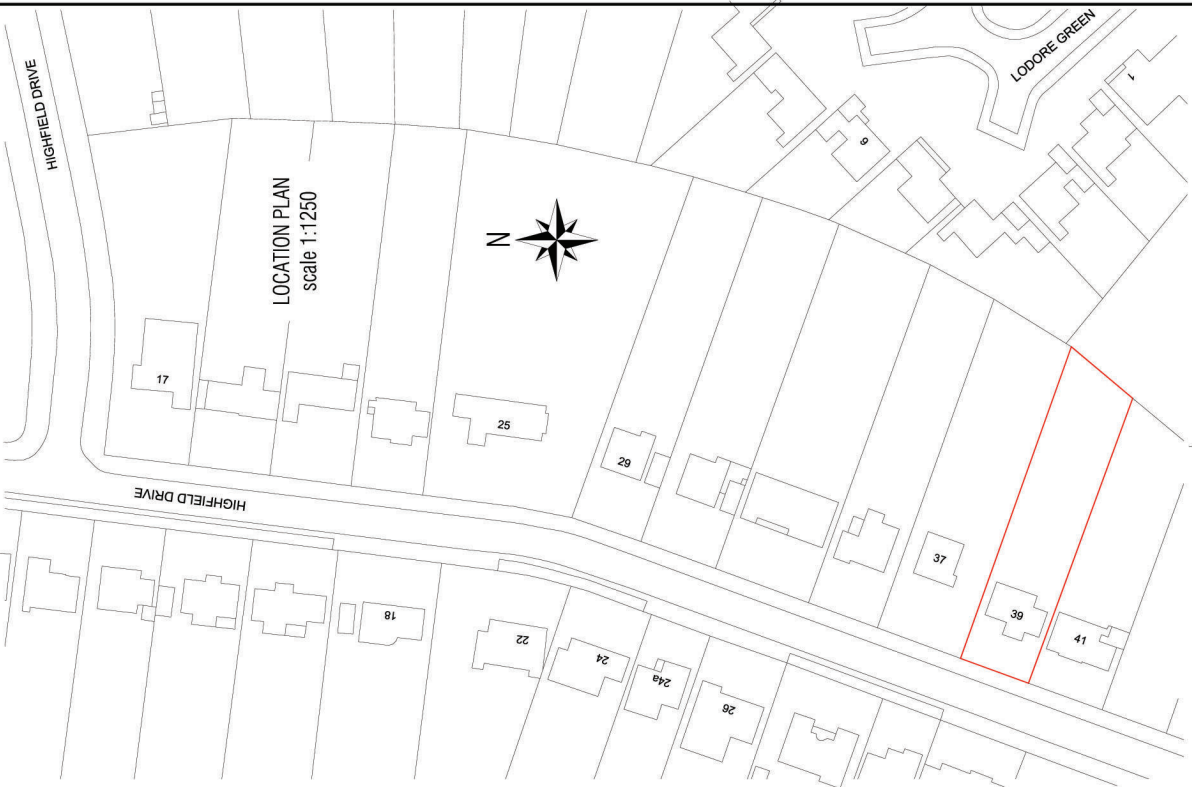 LODORE GREEN
1
9
HIGHFIELD DRIVE
LOCATION PLAN
scale 1:1250
N
17
25
29
37
39
41
HIGHFIELD DRIVE
18
22
24
24a
26